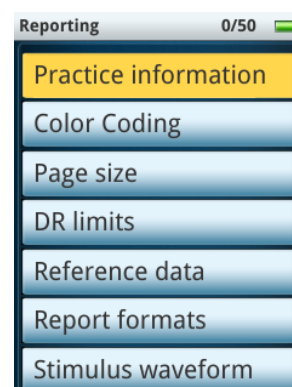 Reporting 0/50
Practice information
Color Coding
Page size
DR limits
Reference data
Report formats
Stimulus waveform